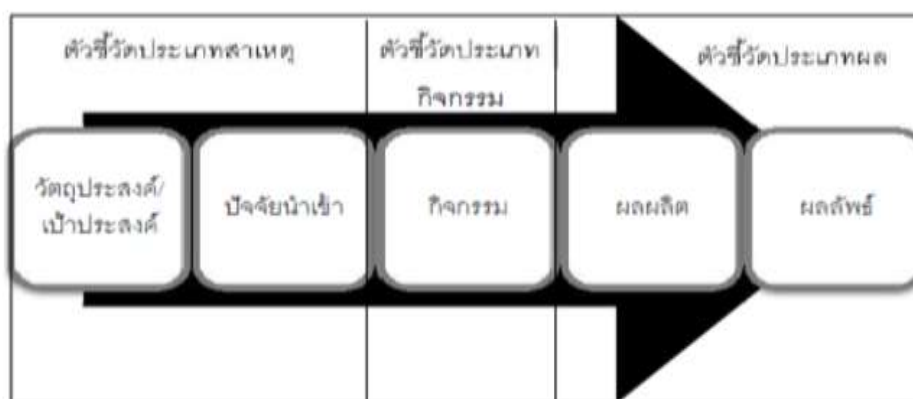 ตัวชี้วัดประเภทสาเหตุ
ตัวชี้วัดประเภท
กิจกรรม
ตัวชี้วัดประเภทผล
วัตถุประสงค์/
เป้าประสงค์
ปัจจัยนำเข้า
กิจกรรม
ผลผลิต
ผลลัพธ์